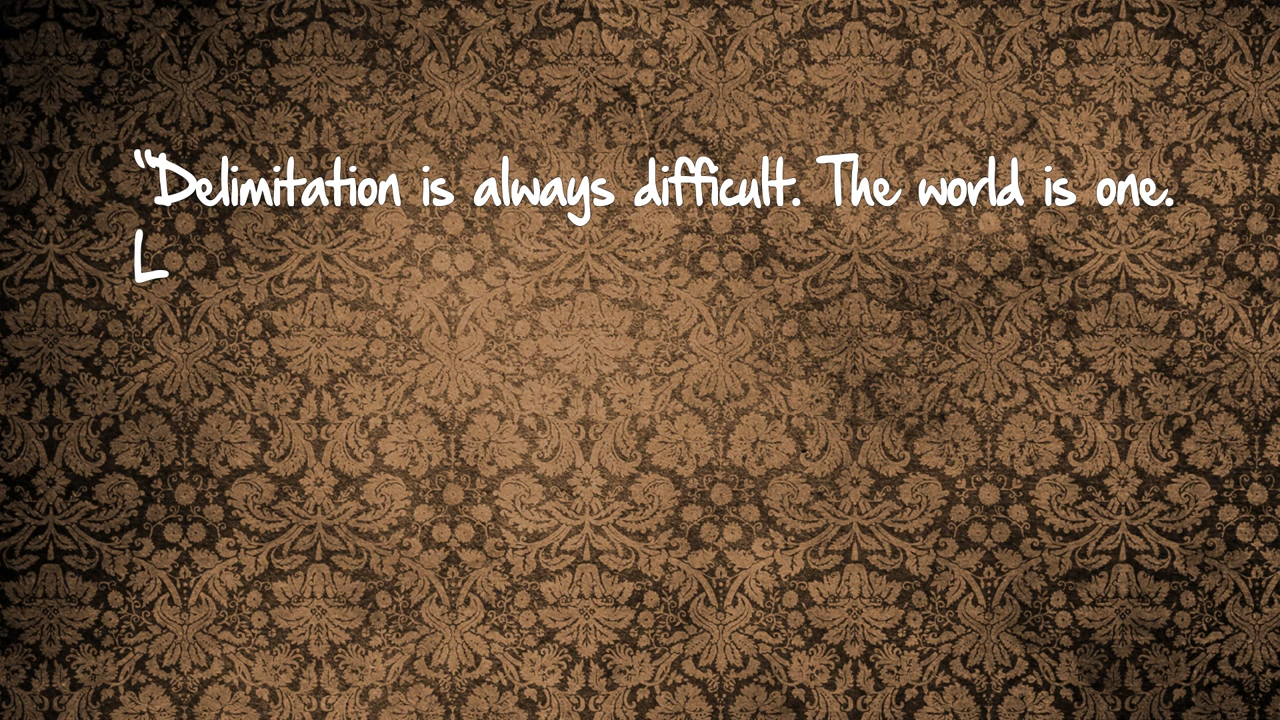 “Delimitation is always difficult. The world is one.
L